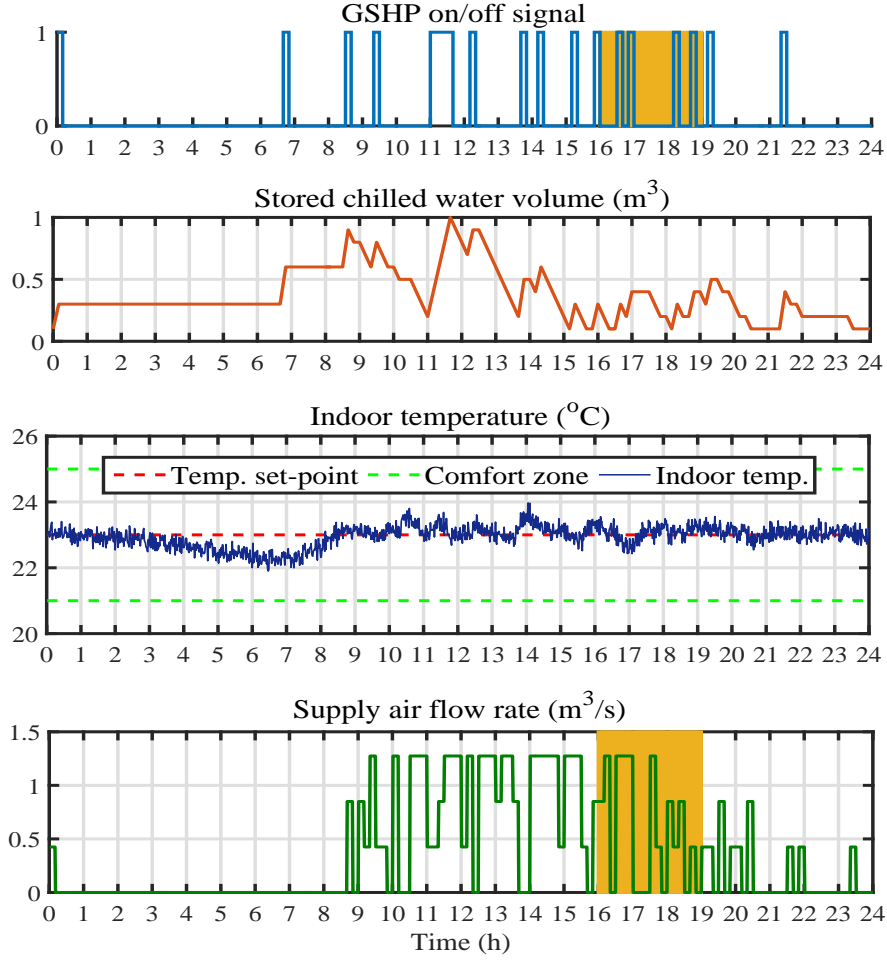 GSHP on/off signal
1
0
0 1 2 3 4 5 6 7 8 9 10 11 12 13 14 15 16 17 18 19 20 21 22 23 24
Stored chilled water volume (m³)
1
0.5
0
0 1 2 3 4 5 6 7 8 9 10 11 12 13 14 15 16 17 18 19 20 21 22 23 24
Indoor temperature (°C)
26
Temp. set-point Comfort zone Indoor temp.
24
22
20
0 1 2 3 4 5 6 7 8 9 10 11 12 13 14 15 16 17 18 19 20 21 22 23 24
Supply air flow rate (m³/s)
1.5
1
0.5
0
0 1 2 3 4 5 6 7 8 9 10 11 12 13 14 15 16 17 18 19 20 21 22 23 24
Time (h)